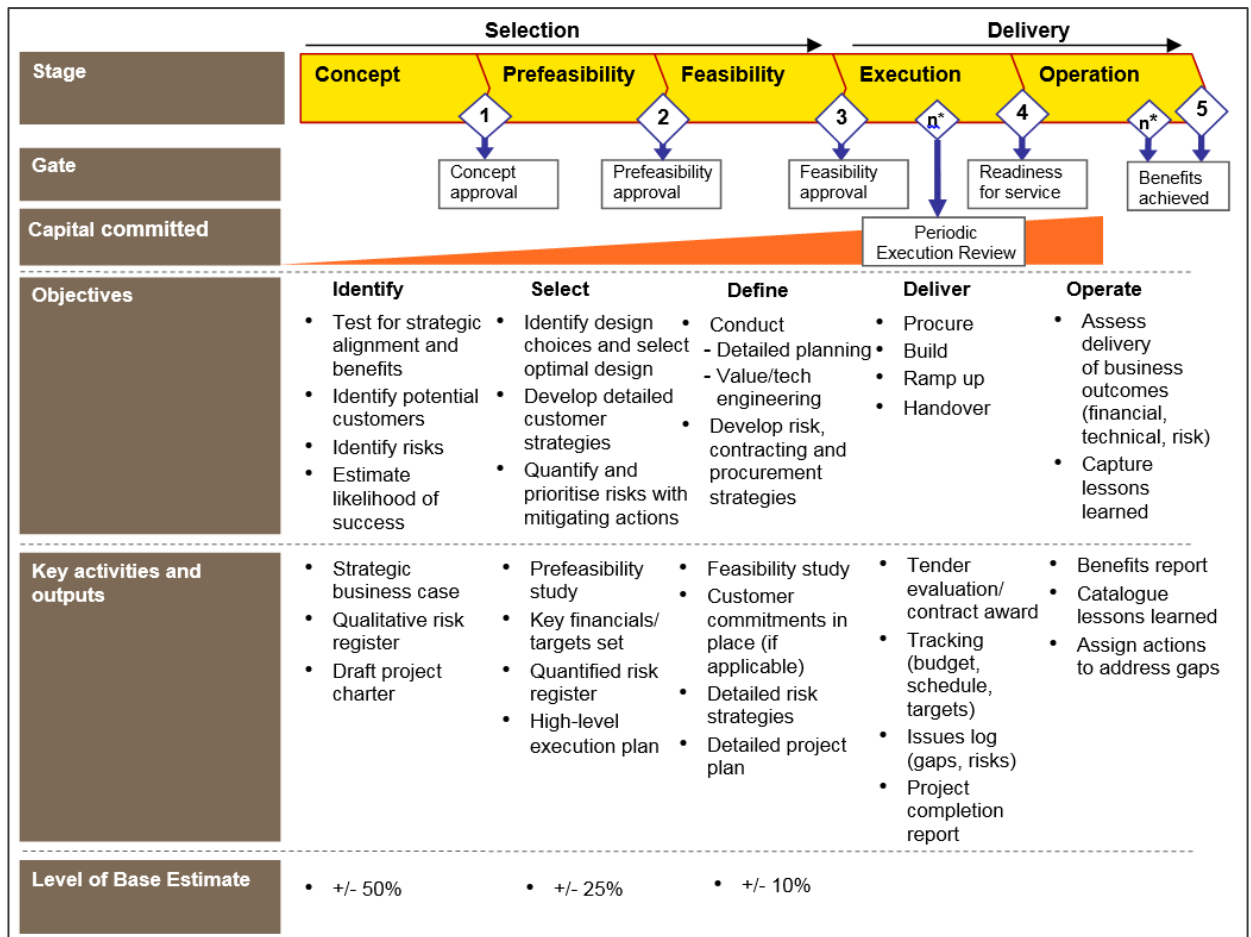 Selection
Delivery
Stage
Concept
Prefeasibility
Feasibility
Execution
Operation
1
2
3
n*
4
n*
5
Gate
Concept
approval
Prefeasibility
approval
Feasibility
approval
Readiness
for service
Benefits
achieved
Capital committed
Periodic
Execution Review
Objectives
Identify
• Test for strategic
alignment and
benefits
• Identify potential
customers
• Identify risks
• Estimate
likelihood of
success
Select
• Identify design
choices and select
optimal design
• Develop detailed
customer
strategies
• Quantify and
prioritise risks with
mitigating actions
Define
• Conduct
- Detailed planning
- Value/tech
engineering
• Develop risk,
contracting and
procurement
strategies
Deliver
• Procure
• Build
• Ramp up
• Handover
Operate
• Assess
delivery
of business
outcomes
(financial,
technical, risk)
• Capture
lessons
learned
Key activities and
outputs
• Strategic
business case
• Qualitative risk
register
• Draft project
charter
• Prefeasibility
study
• Key financials/
targets set
• Quantified risk
register
• High-level
execution plan
• Feasibility study
• Customer
commitments in
place (if
applicable)
• Detailed risk
strategies
• Detailed project
plan
• Tender
evaluation/
contract award
• Tracking
(budget,
schedule,
targets)
• Issues log
(gaps, risks)
• Project
completion
report
• Benefits report
• Catalogue
lessons learned
• Assign actions
to address gaps
Level of Base Estimate
• +/- 50%
• +/- 25%
• +/- 10%